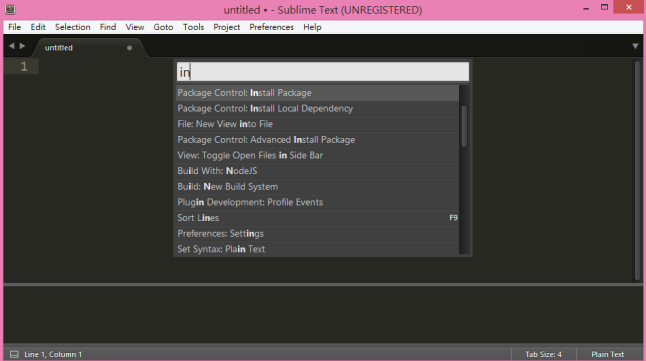 untitled • - Sublime Text (UNREGISTERED)
File Edit Selection Find View Goto Tools Project Preferences Help
untitled
1
in
Package Control: Install Package
Package Control: Install Local Dependency
File: New View into File
Package Control: Advanced Install Package
View: Toggle Open Files in Side Bar
Build With: NodeJS
Build: New Build System
Plugin Development: Profile Events
Sort Lines F9
Preferences: Settings
Set Syntax: Plain Text
Line 1, Column 1 Tab Size: 4 Plain Text